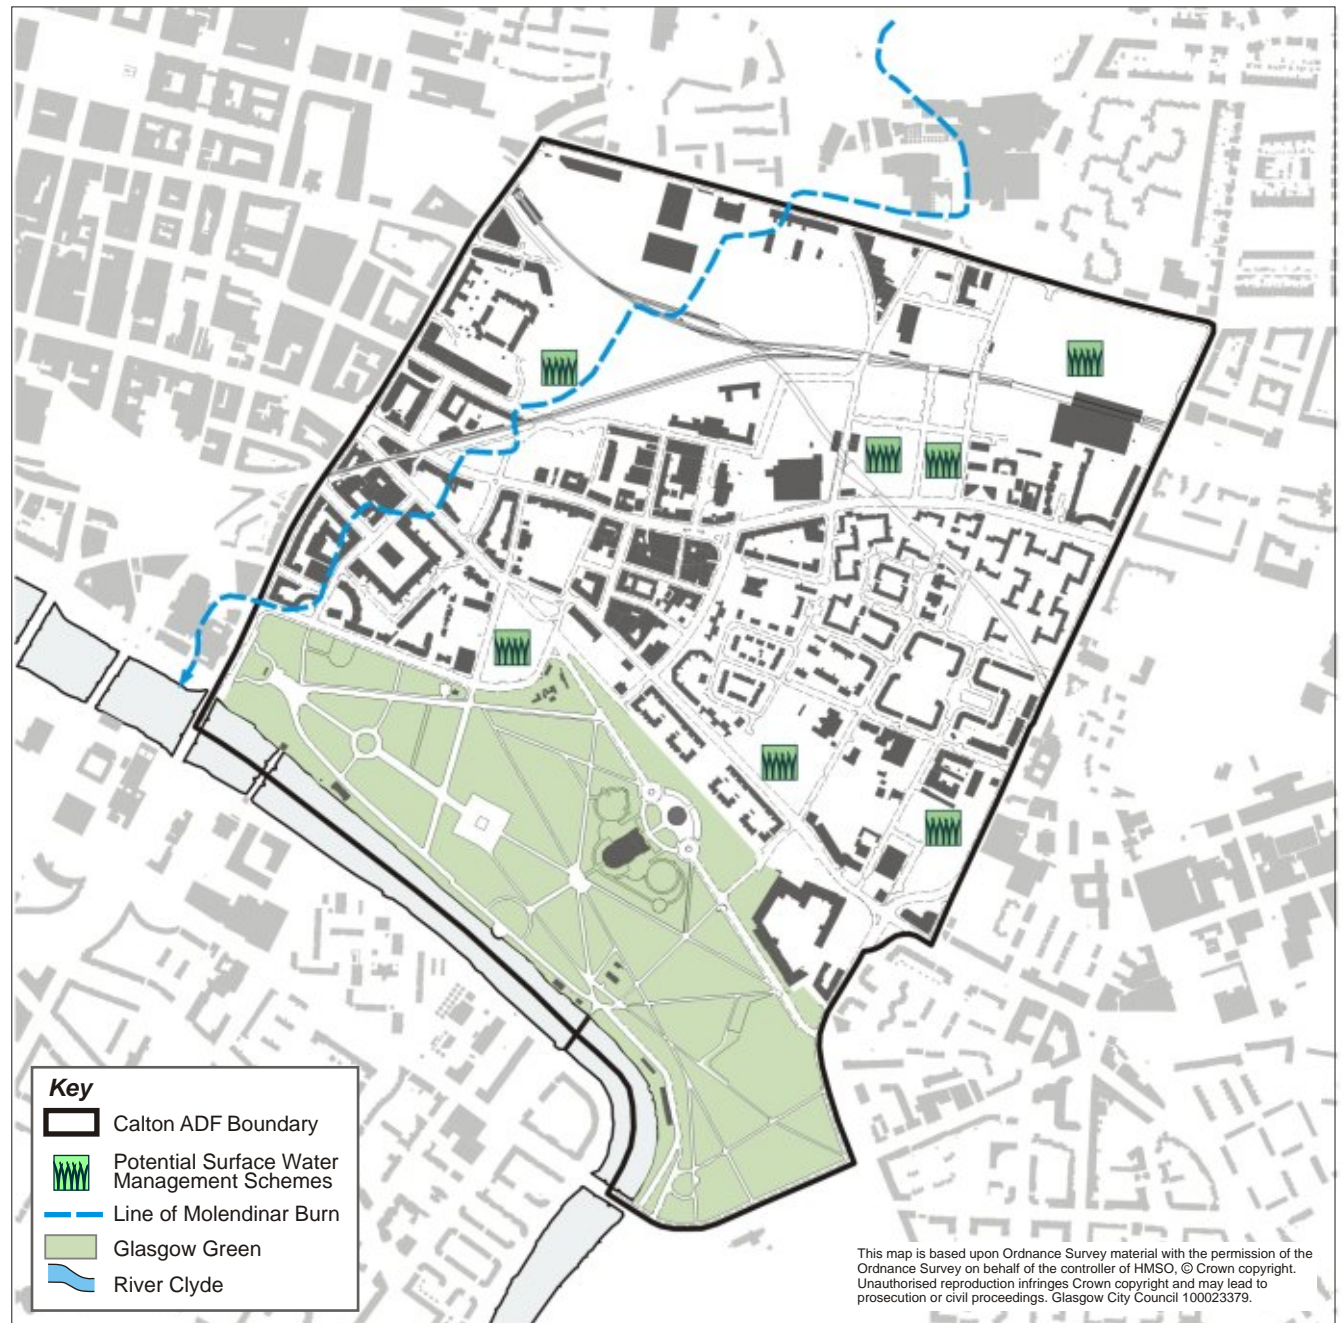 Key
Calton ADF Boundary
Potential Surface Water
Management Schemes
Line of Molendinar Burn
Glasgow Green
River Clyde
This map is based upon Ordnance Survey material with the permission of the
Ordnance Survey on behalf of the controller of HMSO, © Crown copyright.
Unauthorised reproduction infringes Crown copyright and may lead to
prosecution or civil proceedings. Glasgow City Council 100023379.